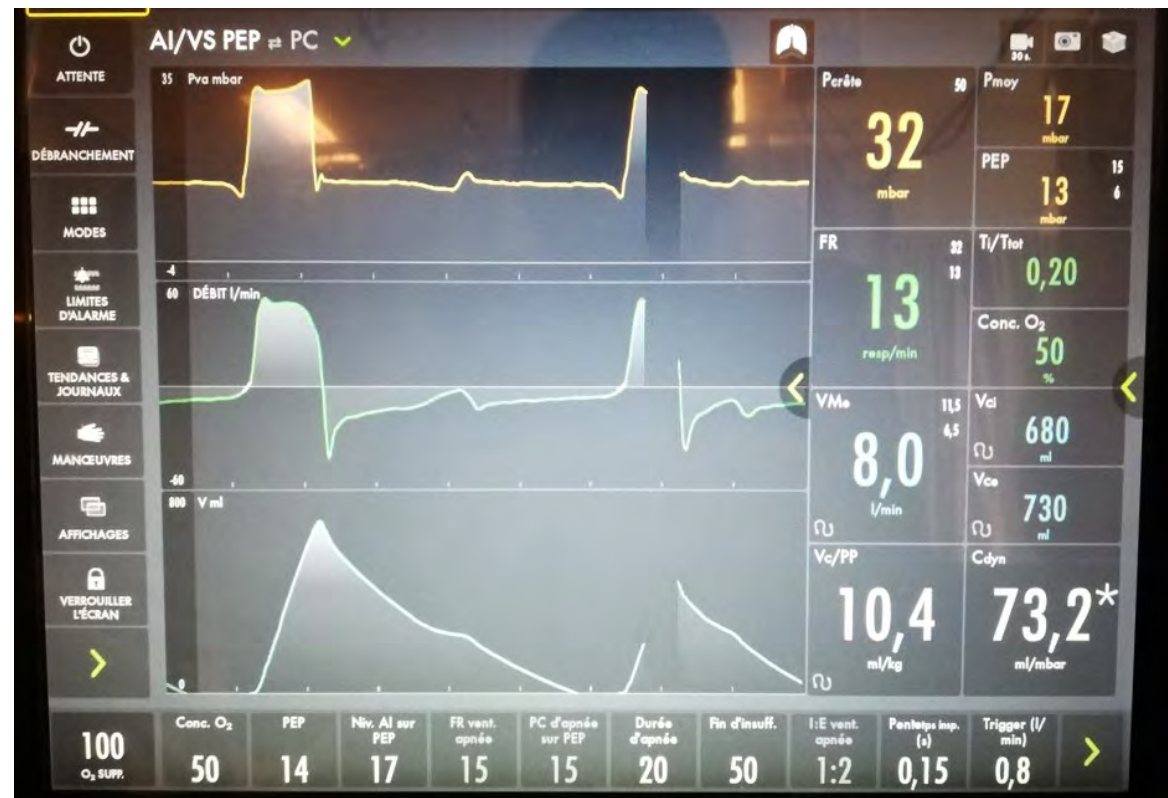 AI/VS PEP ⇄ PC
30 s.
ATTENTE
DÉBRANCHEMENT
MODES
LIMITES
D'ALARME
TENDANCES &
JOURNAUX
MANŒUVRES
AFFICHAGES
VERROUILLER
L'ÉCRAN
35 Pva mbar
-4
60 DÉBIT l/min
-60
800 V ml
0
Pcrête 50
32
mbar
Pmoy
17
mbar
PEP 15
13 6
mbar
FR 32
13
13
resp/min
Ti/Ttot
0,20
Conc. O2
50
%
VMe 11,5
6,5
8,0
l/min
Vci
680
ml
Vce
730
ml
Vc/PP
10,4
ml/kg
Cdyn
73,2*
ml/mbar
100
O2 SUPP.
Conc. O2
50
PEP
14
Niv. AI sur
PEP
17
FR vent.
apnée
15
PC d'apnée
sur PEP
15
Durée
d'apnée
20
Fin d'insuff.
50
I:E vent.
apnée
1:2
Pentetps insp.
(s)
0,15
Trigger (l/
min)
0,8